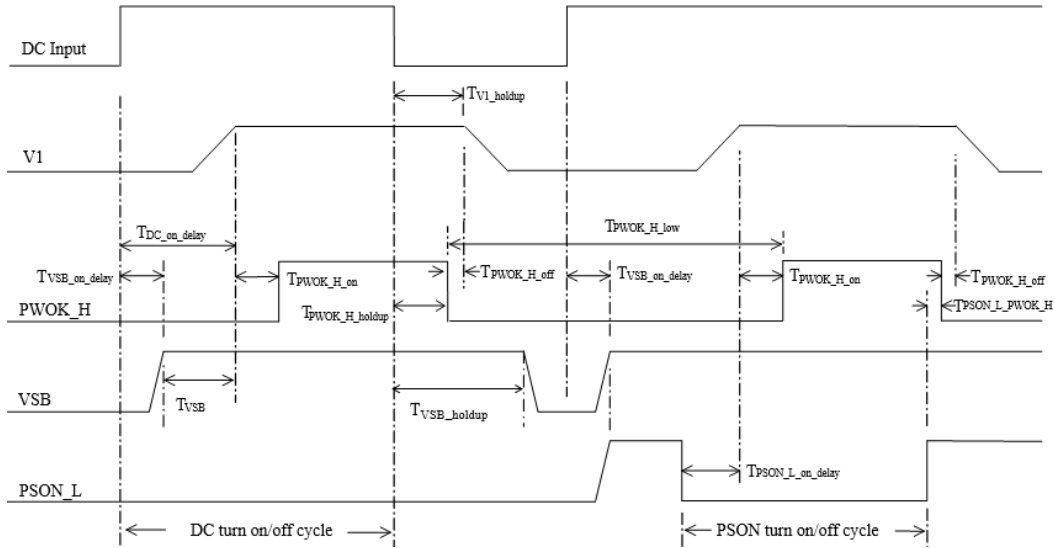 DC Input
TV1_holdup
V1
TDC_on_delay
TPWOK_H_low
TVSB_on_delay
TPWOK_H_on
TPWOK_H_off
TVSB_on_delay
TPWOK_H_on
TPWOK_H_off
PWOK_H
TPWOK_H_holdup
TPSON_L_PWOK_H
VSB
TVSB
TVSB_holdup
PSON_L
TPSON_L_on_delay
DC turn on/off cycle
PSON turn on/off cycle